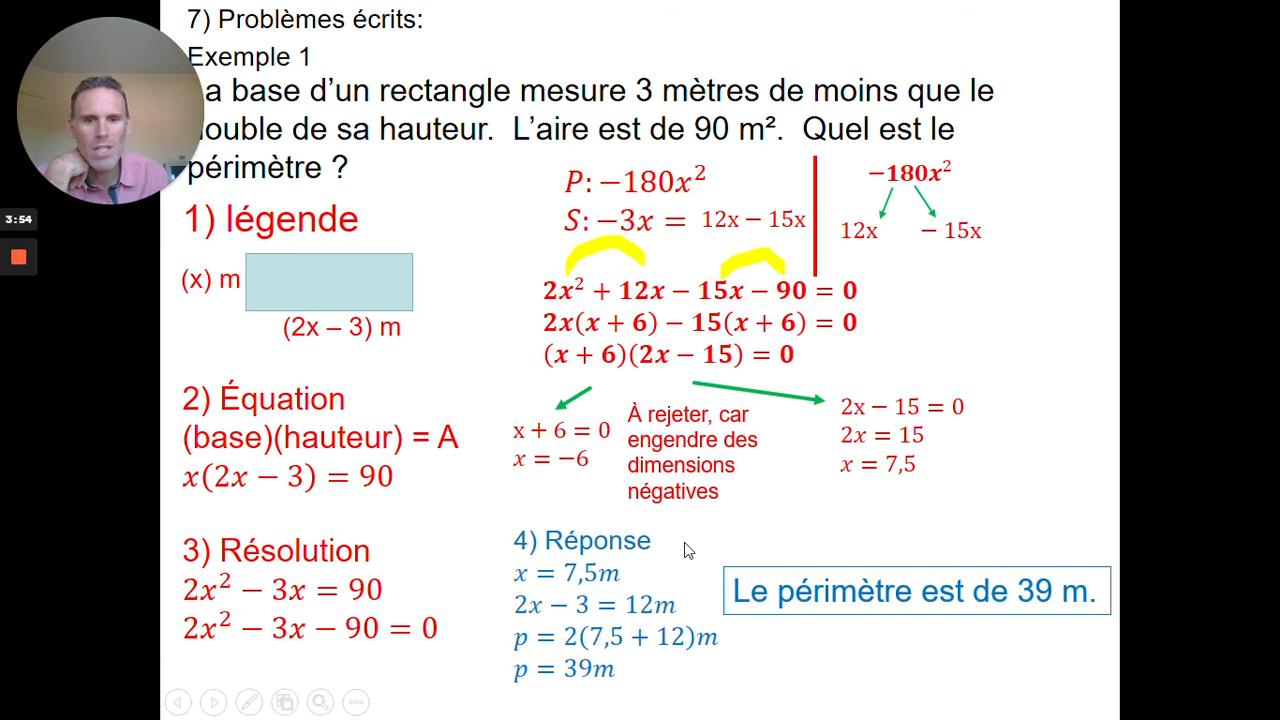 7) Problèmes écrits:
Exemple 1
a base d’un rectangle mesure 3 mètres de moins que le
ouble de sa hauteur. L’aire est de 90 m². Quel est le
périmètre ?
P: −180x²
S: −3x = 12x − 15x
−180x²
12x − 15x
1) légende
(x) m
(2x – 3) m
2x² + 12x − 15x − 90 = 0
2x(x + 6) − 15(x + 6) = 0
(x + 6)(2x − 15) = 0
2) Équation
(base)(hauteur) = A
x(2x − 3) = 90
x + 6 = 0
x = −6
À rejeter, car
engendre des
dimensions
négatives
2x − 15 = 0
2x = 15
x = 7,5
3) Résolution
2x² − 3x = 90
2x² − 3x − 90 = 0
4) Réponse
x = 7,5m
2x − 3 = 12m
p = 2(7,5 + 12)m
p = 39m
Le périmètre est de 39 m.
3:54